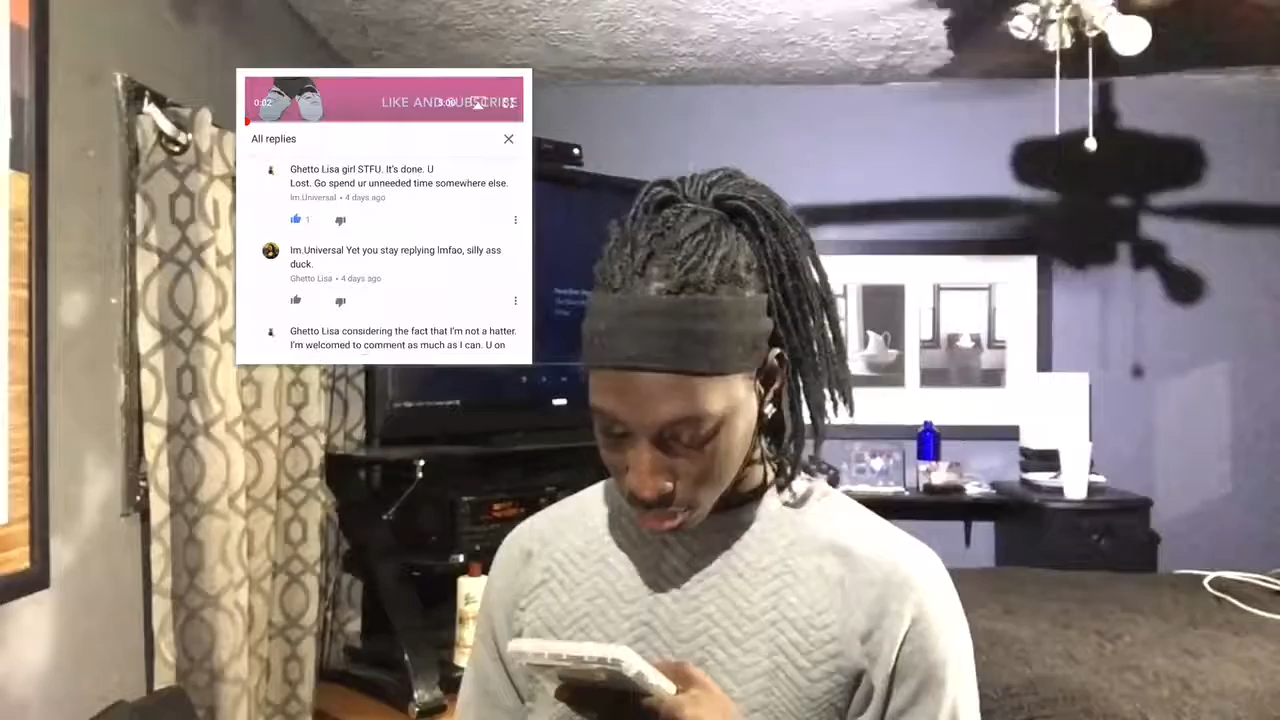 0:02
LIKE AND SUBSCRIBE
All replies
Ghetto Lisa girl STFU. It's done. U
Lost. Go spend ur unneeded time somewhere else.
Im.Universal • 4 days ago
1
Im.Universal Yet you stay replying lmfao, silly ass
duck.
Ghetto Lisa • 4 days ago
Ghetto Lisa considering the fact that I'm not a hatter.
I'm welcomed to comment as much as I can. U on